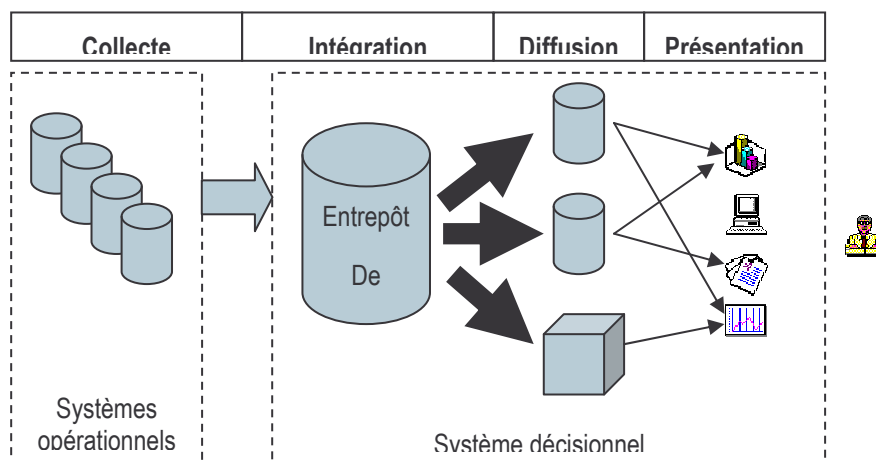 Collecte
Intégration
Diffusion
Présentation
Entrepôt
De
Systèmes
opérationnels
Système décisionnel